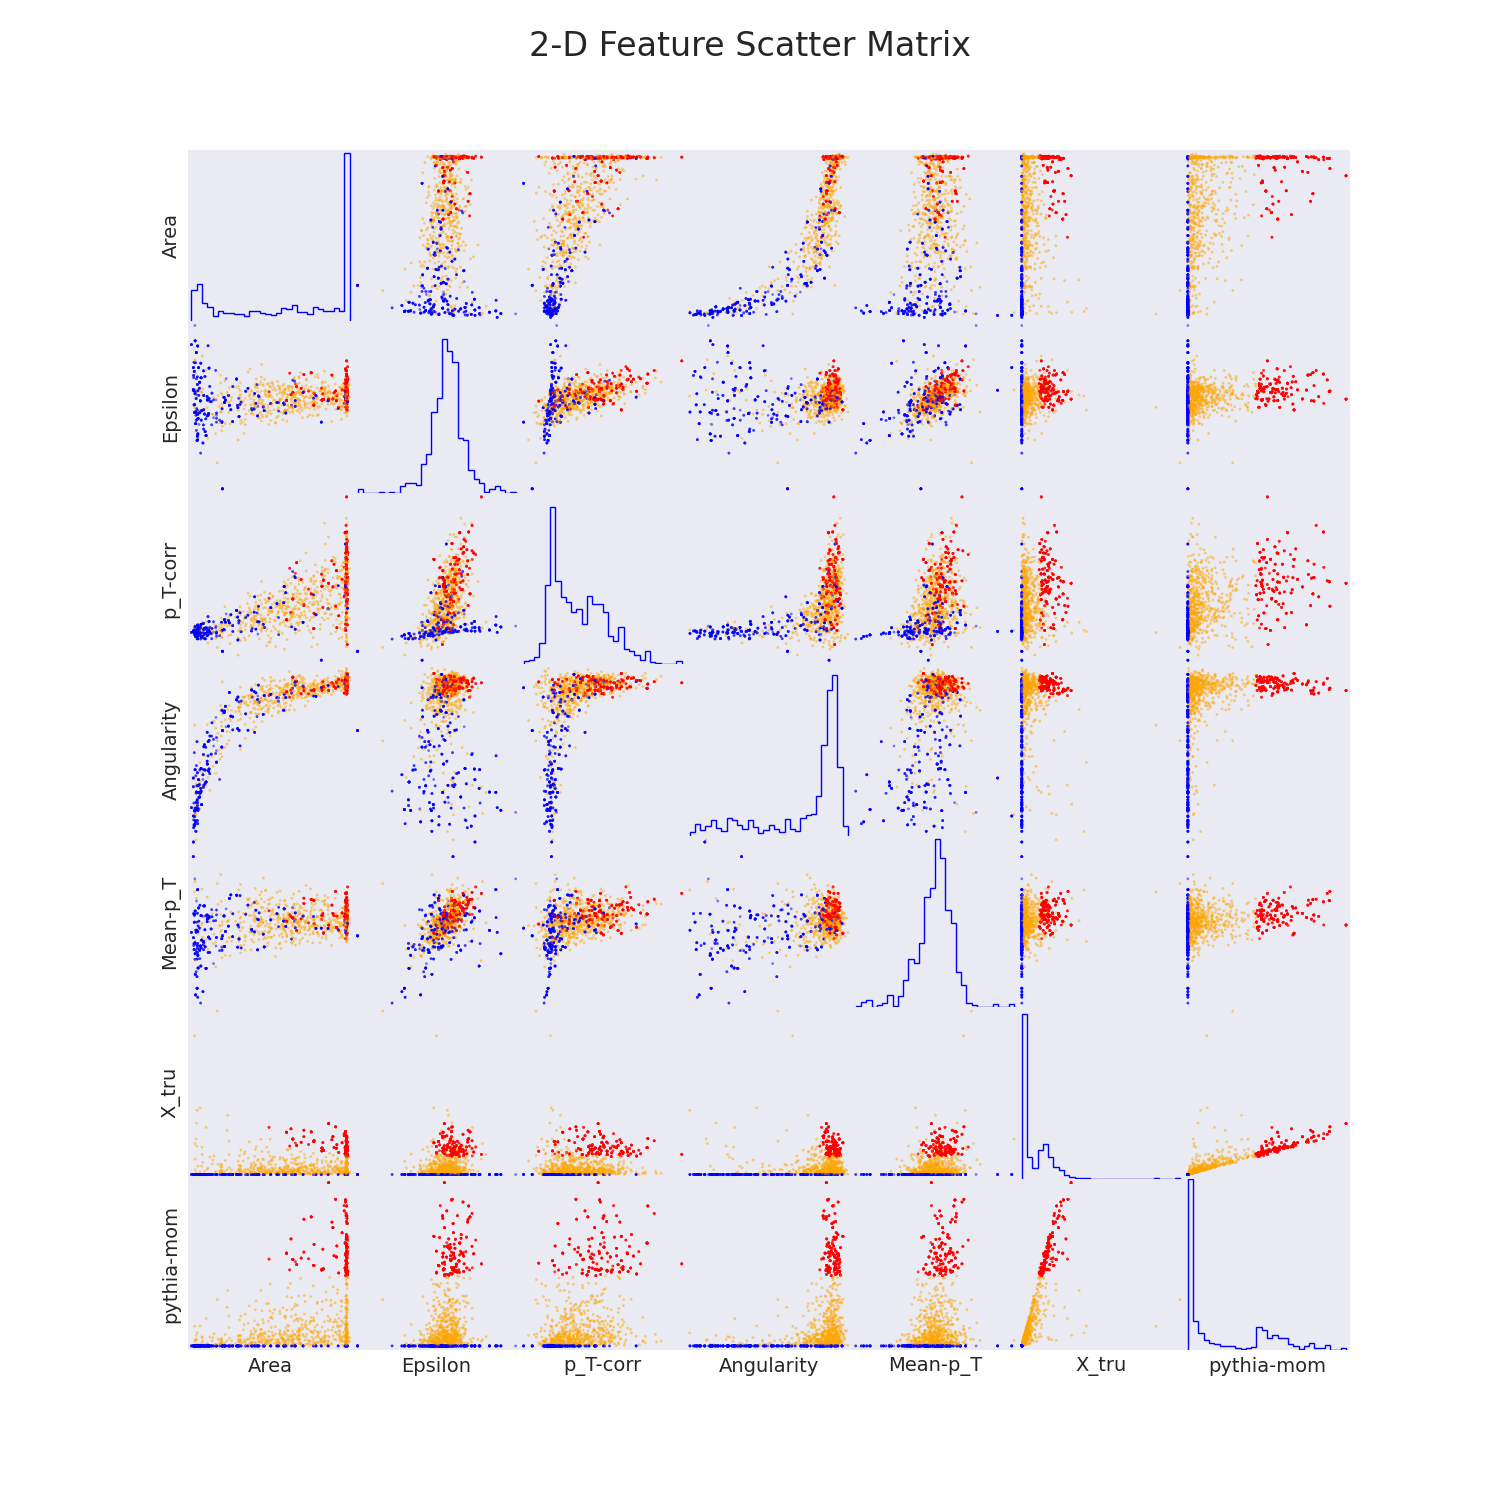 2-D Feature Scatter Matrix
Area
Epsilon
p_T-corr
Angularity
Mean-p_T
X_tru
pythia-mom
Area Epsilon p_T-corr Angularity Mean-p_T X_tru pythia-mom